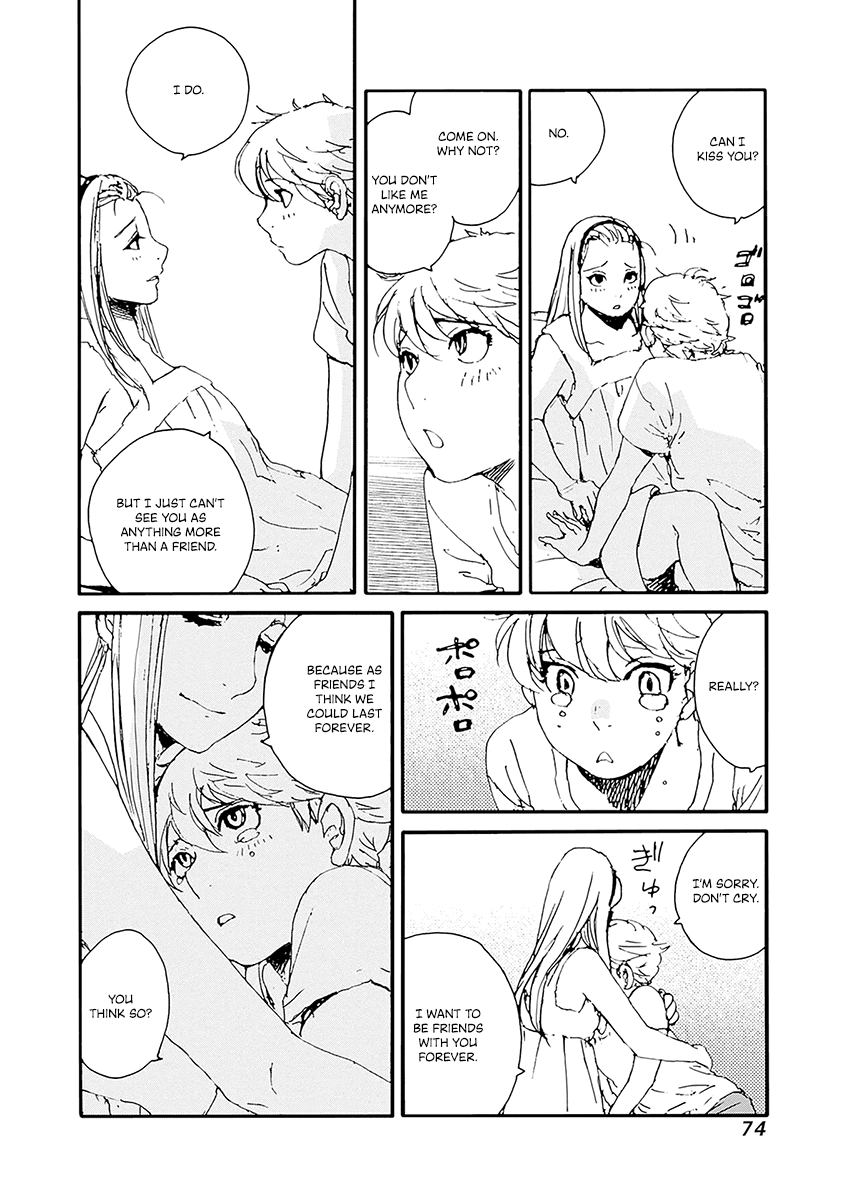 CAN I
KISS YOU?
NO.
ゴロ
ゴロ
COME ON.
WHY NOT?
YOU DON'T
LIKE ME
ANYMORE?
I DO.
BUT I JUST CAN'T
SEE YOU AS
ANYTHING MORE
THAN A FRIEND.
REALLY?
ポロ
ポロ
I'M SORRY.
DON'T CRY.
ぎゅっ
I WANT TO
BE FRIENDS
WITH YOU
FOREVER.
BECAUSE AS
FRIENDS I
THINK WE
COULD LAST
FOREVER.
YOU
THINK SO?
74